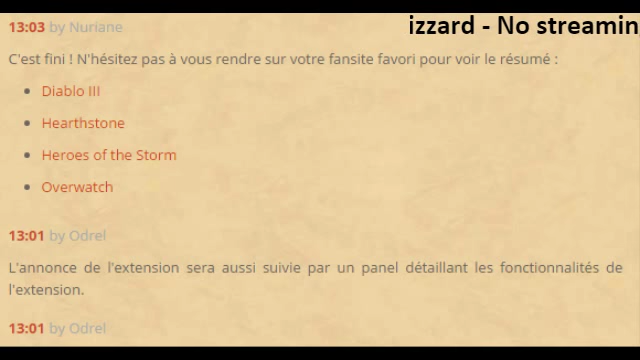 13:03 by Nuriane
izzard - No streamin
C'est fini ! N'hésitez pas à vous rendre sur votre fansite favori pour voir le résumé :
• Diablo III
• Hearthstone
• Heroes of the Storm
• Overwatch
13:01 by Odrel
L'annonce de l'extension sera aussi suivie par un panel détaillant les fonctionnalités de
l'extension.
13:01 by Odrel